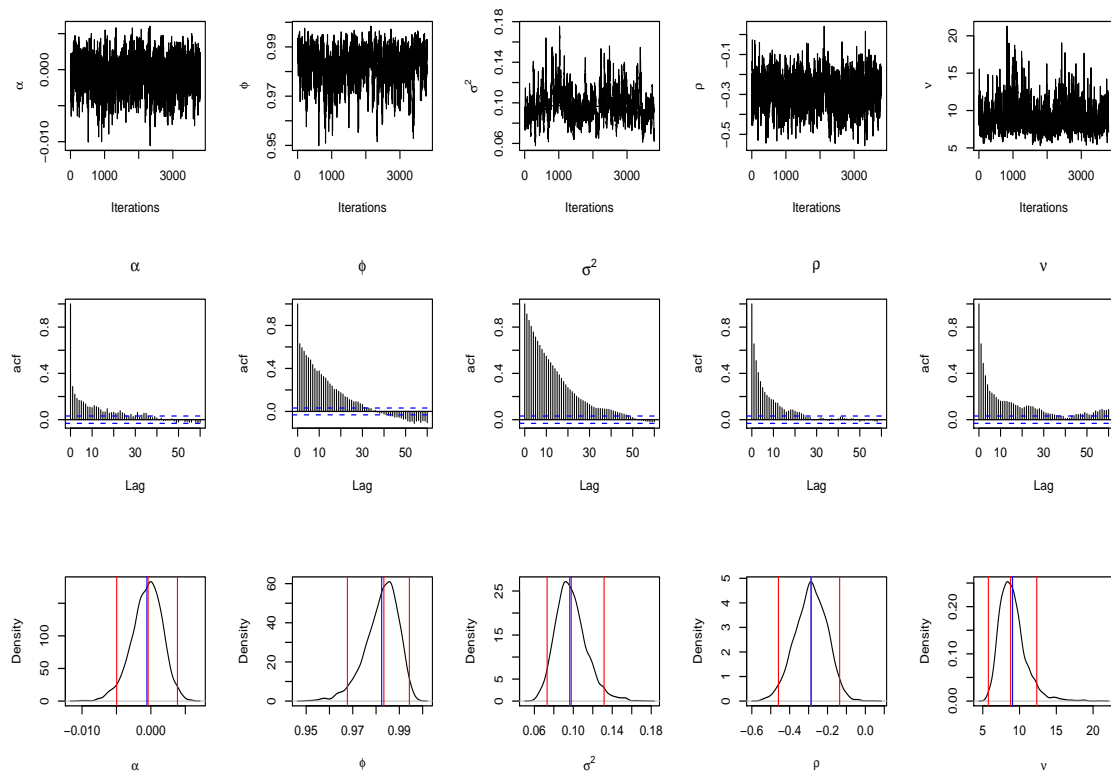 α
0.000
−0.010
0 1000 3000
Iterations
ϕ
0.99
0.97
0.95
0 1000 3000
Iterations
σ²
0.18
0.14
0.10
0.06
0 1000 3000
Iterations
ρ
−0.1
−0.3
−0.5
0 1000 3000
Iterations
ν
20
15
10
5
0 1000 3000
Iterations
α
acf
0.8
0.4
0.0
0 10 30 50
Lag
ϕ
acf
0.8
0.4
0.0
0 10 30 50
Lag
σ²
acf
0.8
0.4
0.0
0 10 30 50
Lag
ρ
acf
0.8
0.4
0.0
0 10 30 50
Lag
ν
acf
0.8
0.4
0.0
0 10 30 50
Lag
Density
100
50
0
−0.010 0.000
α
Density
60
40
20
0
0.95 0.97 0.99
ϕ
Density
25
15
5
0
0.06 0.10 0.14 0.18
σ²
Density
5
4
3
2
1
0
−0.6 −0.4 −0.2 −0.0
ρ
Density
0.20
0.10
0.00
5 10 15 20
ν